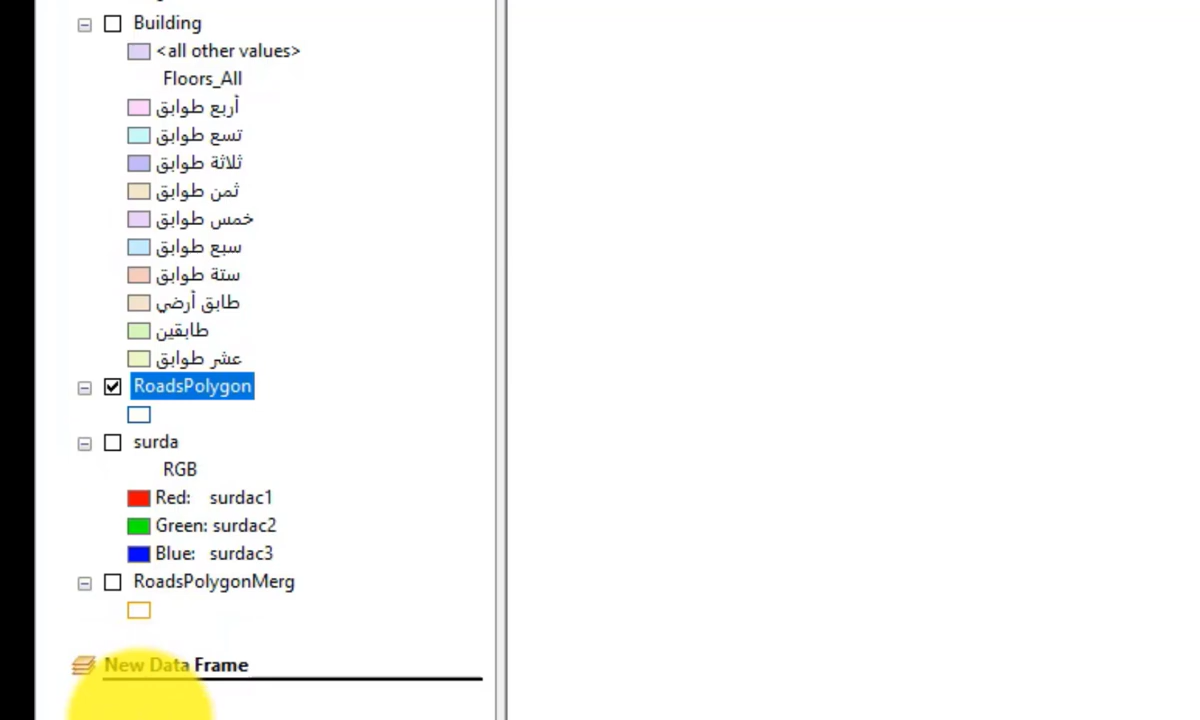 Building
<all other values>
Floors_All
أربع طوابق
تسع طوابق
ثلاثة طوابق
ثمن طوابق
خمس طوابق
سبع طوابق
ستة طوابق
طابق أرضي
طابقين
عشر طوابق
RoadsPolygon
surda
RGB
Red: surdac1
Green: surdac2
Blue: surdac3
RoadsPolygonMerg
New Data Frame